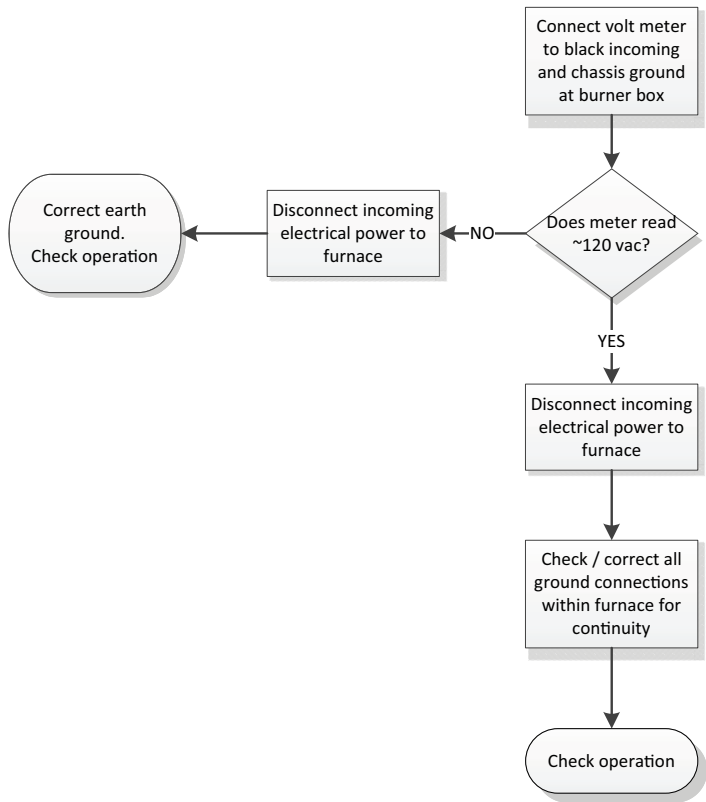 Connect volt meter
to black incoming
and chassis ground
at burner box
Does meter read
~120 vac?
NO
Disconnect incoming
electrical power to
furnace
Correct earth
ground.
Check operation
YES
Disconnect incoming
electrical power to
furnace
Check / correct all
ground connections
within furnace for
continuity
Check operation